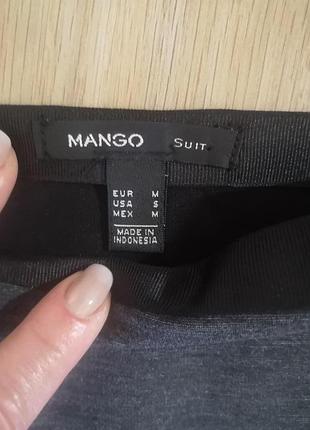 MANGO SUIT
EUR M
USA S
MEX M
MADE IN
INDONESIA